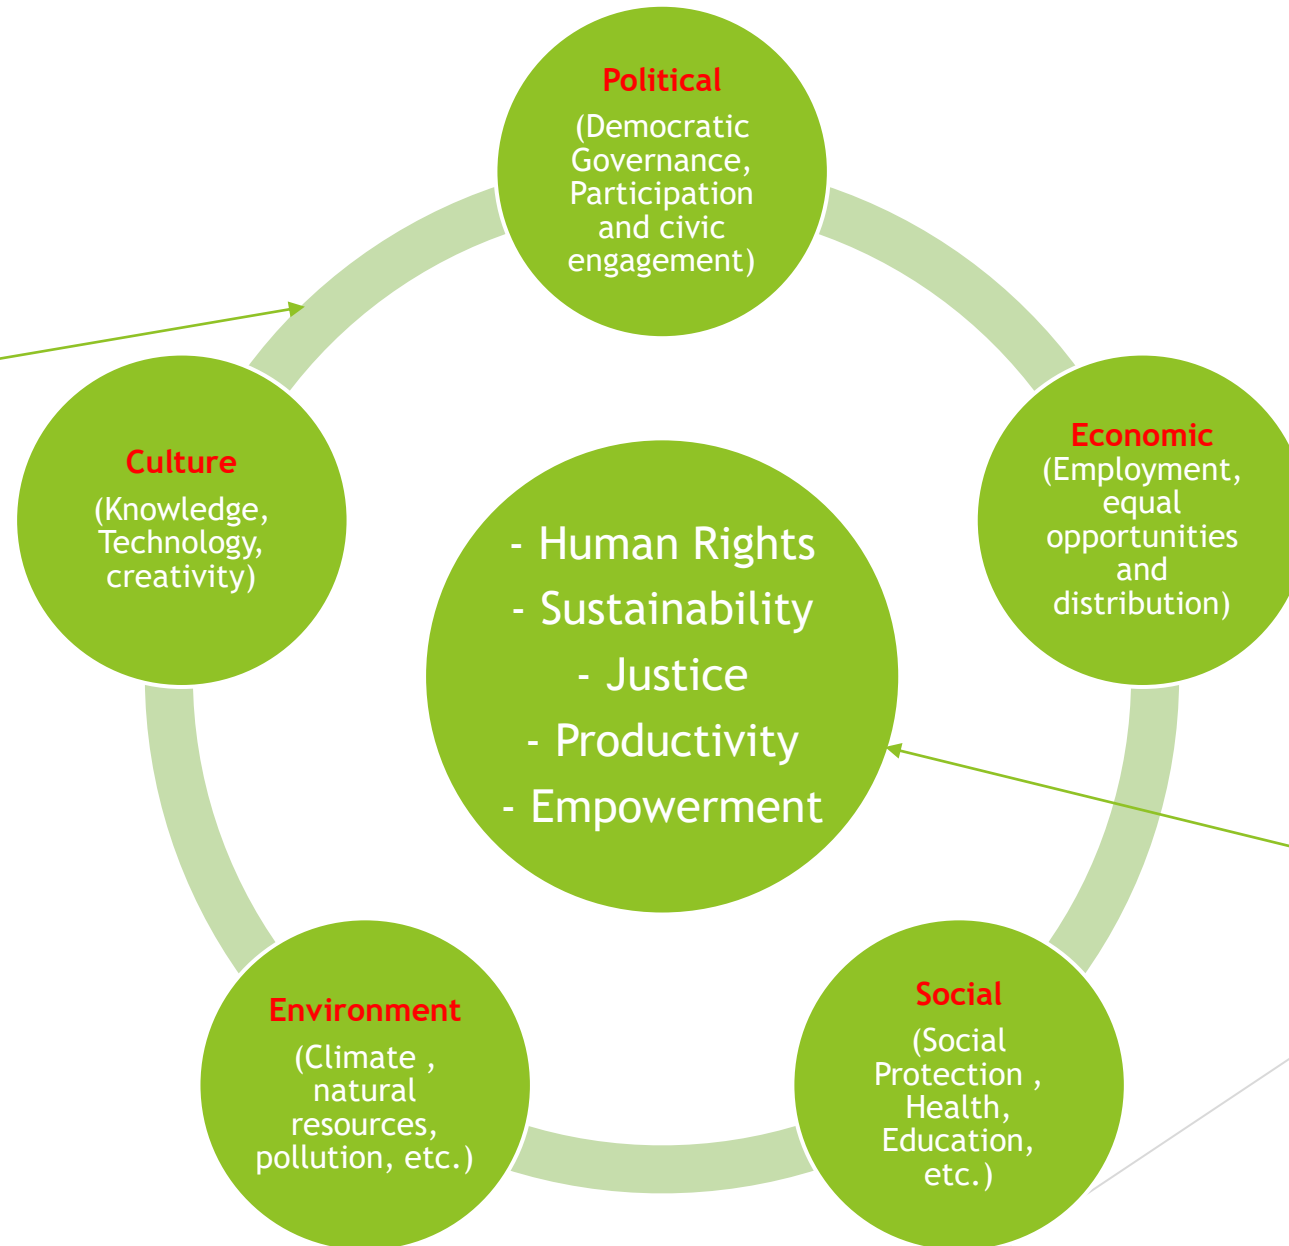 Political
(Democratic
Governance,
Participation
and civic
engagement)
Economic
(Employment,
equal
opportunities
and
distribution)
Social
(Social
Protection ,
Health,
Education,
etc.)
Environment
(Climate ,
natural
resources,
pollution, etc.)
Culture
(Knowledge,
Technology,
creativity)
- Human Rights
- Sustainability
- Justice
- Productivity
- Empowerment